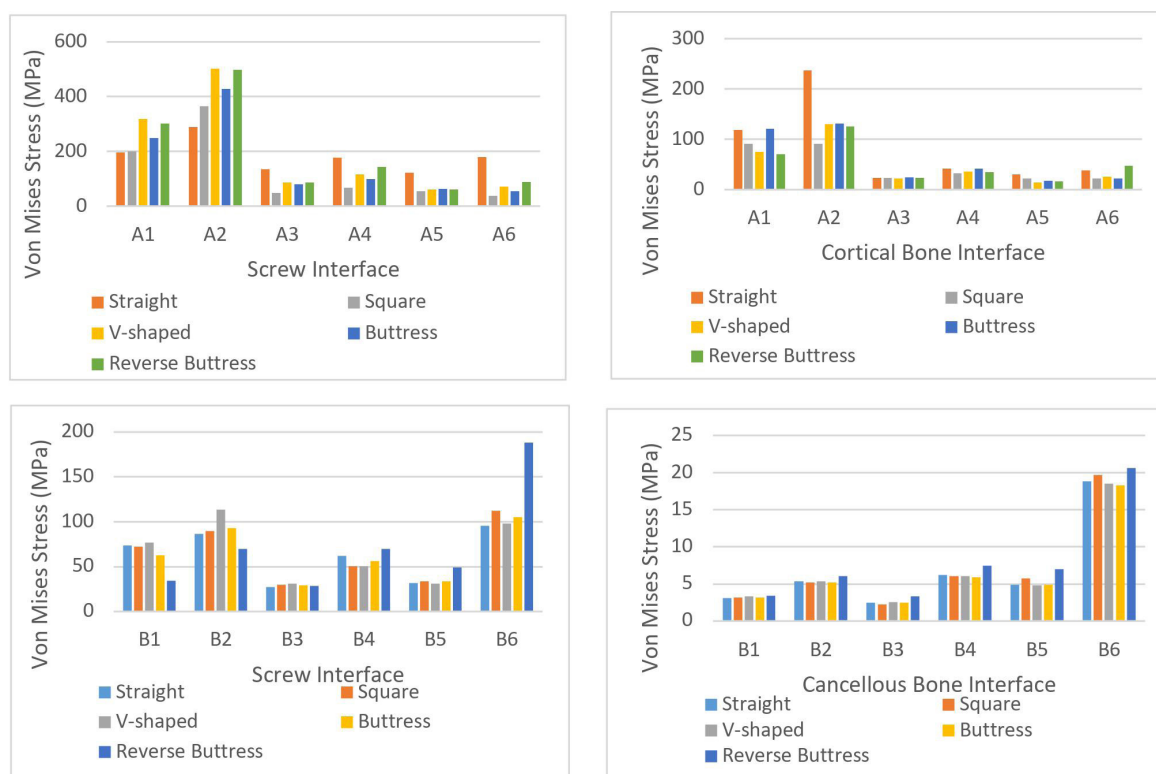 Von Mises Stress (MPa)
600
400
200
0
A1 A2 A3 A4 A5 A6
Screw Interface
Straight Square
V-shaped Buttress
Reverse Buttress
Von Mises Stress (MPa)
300
200
100
0
A1 A2 A3 A4 A5 A6
Cortical Bone Interface
Straight Square
V-shaped Buttress
Reverse Buttress
Von Mises Stress (MPa)
200
150
100
50
0
B1 B2 B3 B4 B5 B6
Screw Interface
Straight Square
V-shaped Buttress
Reverse Buttress
Von Mises Stress (MPa)
25
20
15
10
5
0
B1 B2 B3 B4 B5 B6
Cancellous Bone Interface
Straight Square
V-shaped Buttress
Reverse Buttress